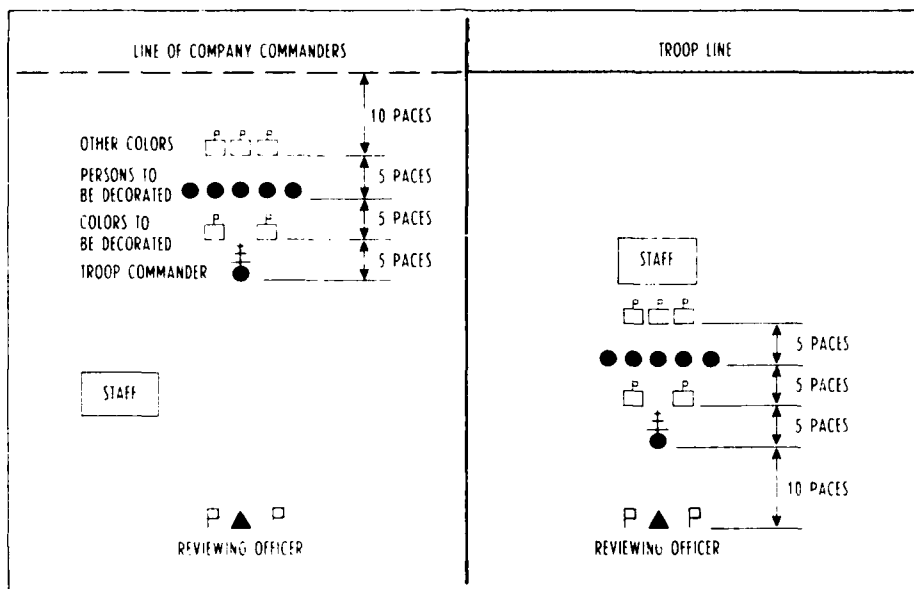 LINE OF COMPANY COMMANDERS
10 PACES
OTHER COLORS
PERSONS TO
BE DECORATED
5 PACES
COLORS TO
BE DECORATED
5 PACES
TROOP COMMANDER
5 PACES
STAFF
REVIEWING OFFICER
TROOP LINE
STAFF
5 PACES
5 PACES
5 PACES
10 PACES
REVIEWING OFFICER